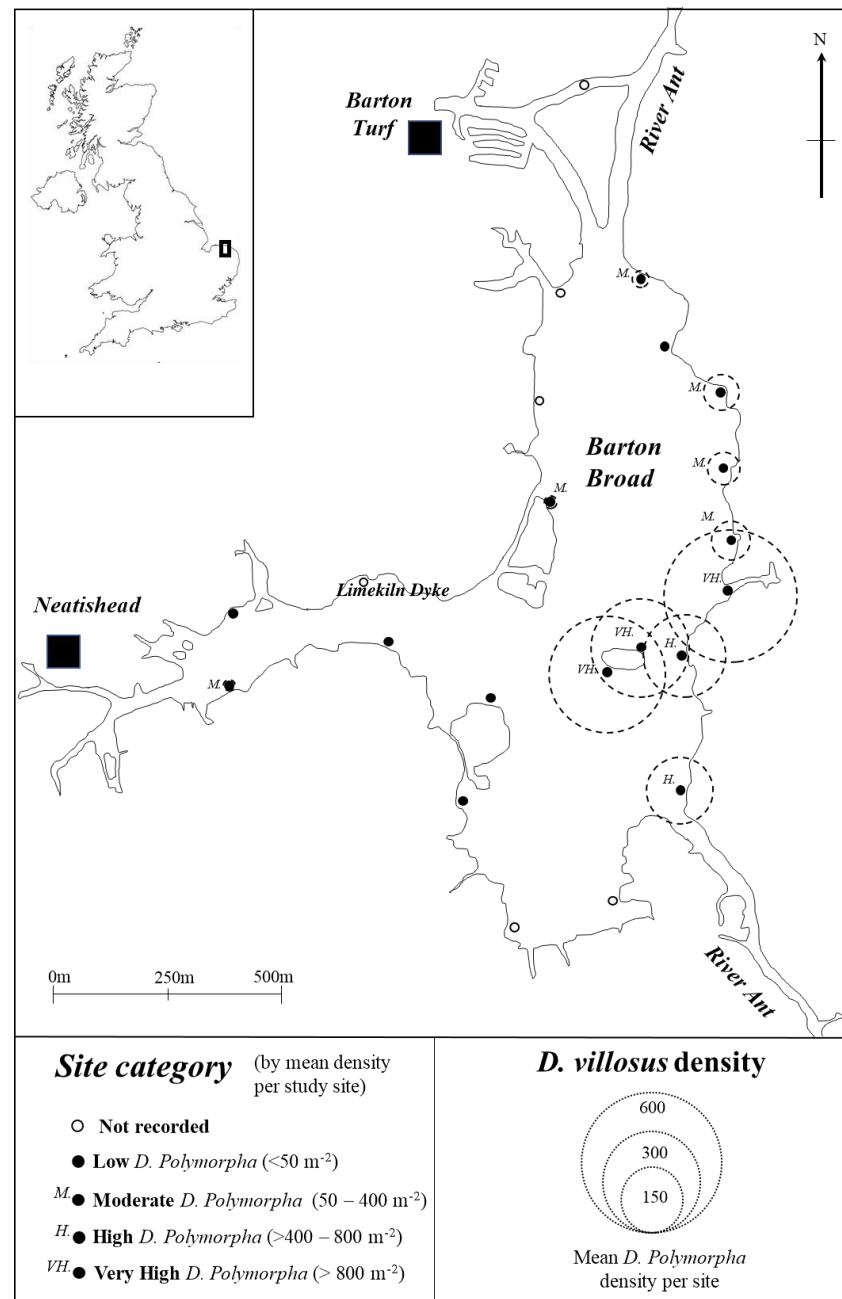 N
Barton
Turf
River Ant
M.
M.
Barton
Broad
M.
M.
M.
Limekiln Dyke
VH.
Neatishead
VH.
H.
VH.
M.
H.
River Ant
0m 250m 500m
Site category (by mean density
per study site)
Not recorded
Low D. Polymorpha (<50 m-2)
M. Moderate D. Polymorpha (50 – 400 m-2)
H. High D. Polymorpha (>400 – 800 m-2)
VH. Very High D. Polymorpha (> 800 m-2)
D. villosus density
600
300
150
Mean D. Polymorpha
density per site